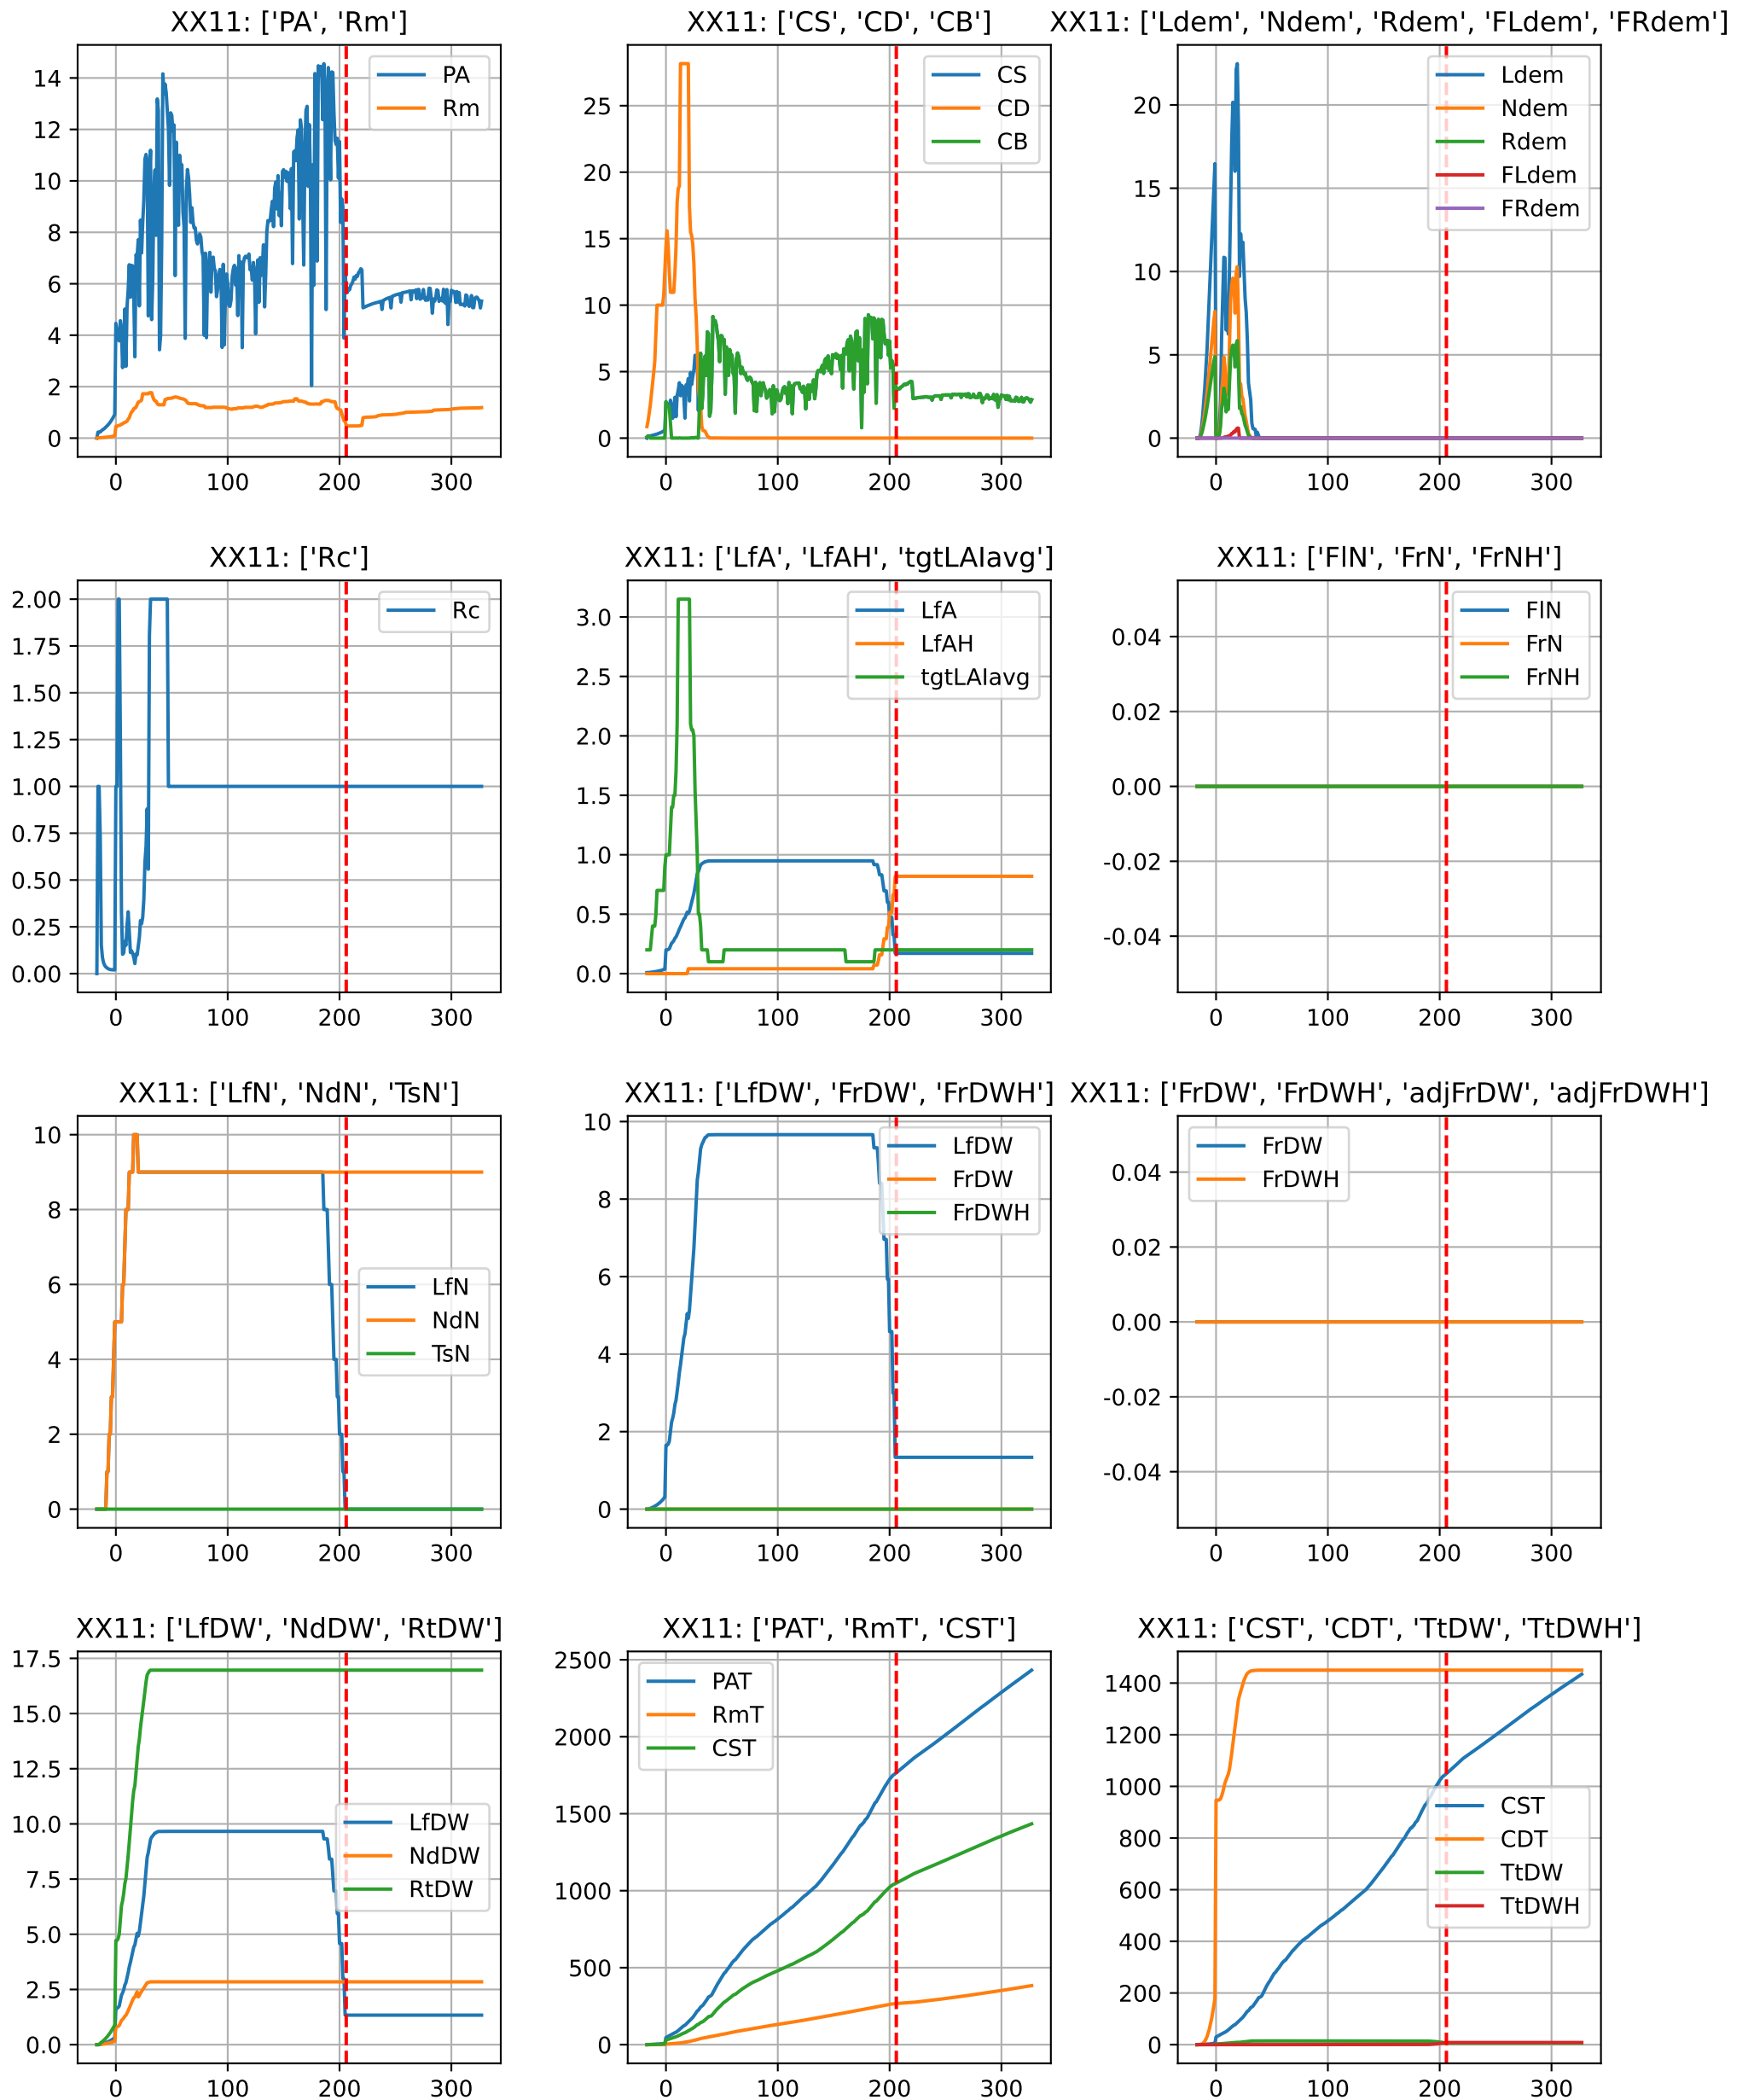 XX11: ['PA', 'Rm']
14
12
10
8
6
4
2
0
0 100 200 300
PA
Rm
XX11: ['CS', 'CD', 'CB']
25
20
15
10
5
0
0 100 200 300
CS
CD
CB
XX11: ['Ldem', 'Ndem', 'Rdem', 'FLdem', 'FRdem']
20
15
10
5
0
0 100 200 300
Ldem
Ndem
Rdem
FLdem
FRdem
XX11: ['Rc']
2.00
1.75
1.50
1.25
1.00
0.75
0.50
0.25
0.00
0 100 200 300
Rc
XX11: ['LfA', 'LfAH', 'tgtLAIavg']
3.0
2.5
2.0
1.5
1.0
0.5
0.0
0 100 200 300
LfA
LfAH
tgtLAIavg
XX11: ['FlN', 'FrN', 'FrNH']
0.04
0.02
0.00
-0.02
-0.04
0 100 200 300
FlN
FrN
FrNH
XX11: ['LfN', 'NdN', 'TsN']
10
8
6
4
2
0
0 100 200 300
LfN
NdN
TsN
XX11: ['LfDW', 'FrDW', 'FrDWH']
10
8
6
4
2
0
0 100 200 300
LfDW
FrDW
FrDWH
XX11: ['FrDW', 'FrDWH', 'adjFrDW', 'adjFrDWH']
0.04
0.02
0.00
-0.02
-0.04
0 100 200 300
FrDW
FrDWH
XX11: ['LfDW', 'NdDW', 'RtDW']
17.5
15.0
12.5
10.0
7.5
5.0
2.5
0.0
0 100 200 300
LfDW
NdDW
RtDW
XX11: ['PAT', 'RmT', 'CST']
2500
2000
1500
1000
500
0
0 100 200 300
PAT
RmT
CST
XX11: ['CST', 'CDT', 'TtDW', 'TtDWH']
1400
1200
1000
800
600
400
200
0
0 100 200 300
CST
CDT
TtDW
TtDWH